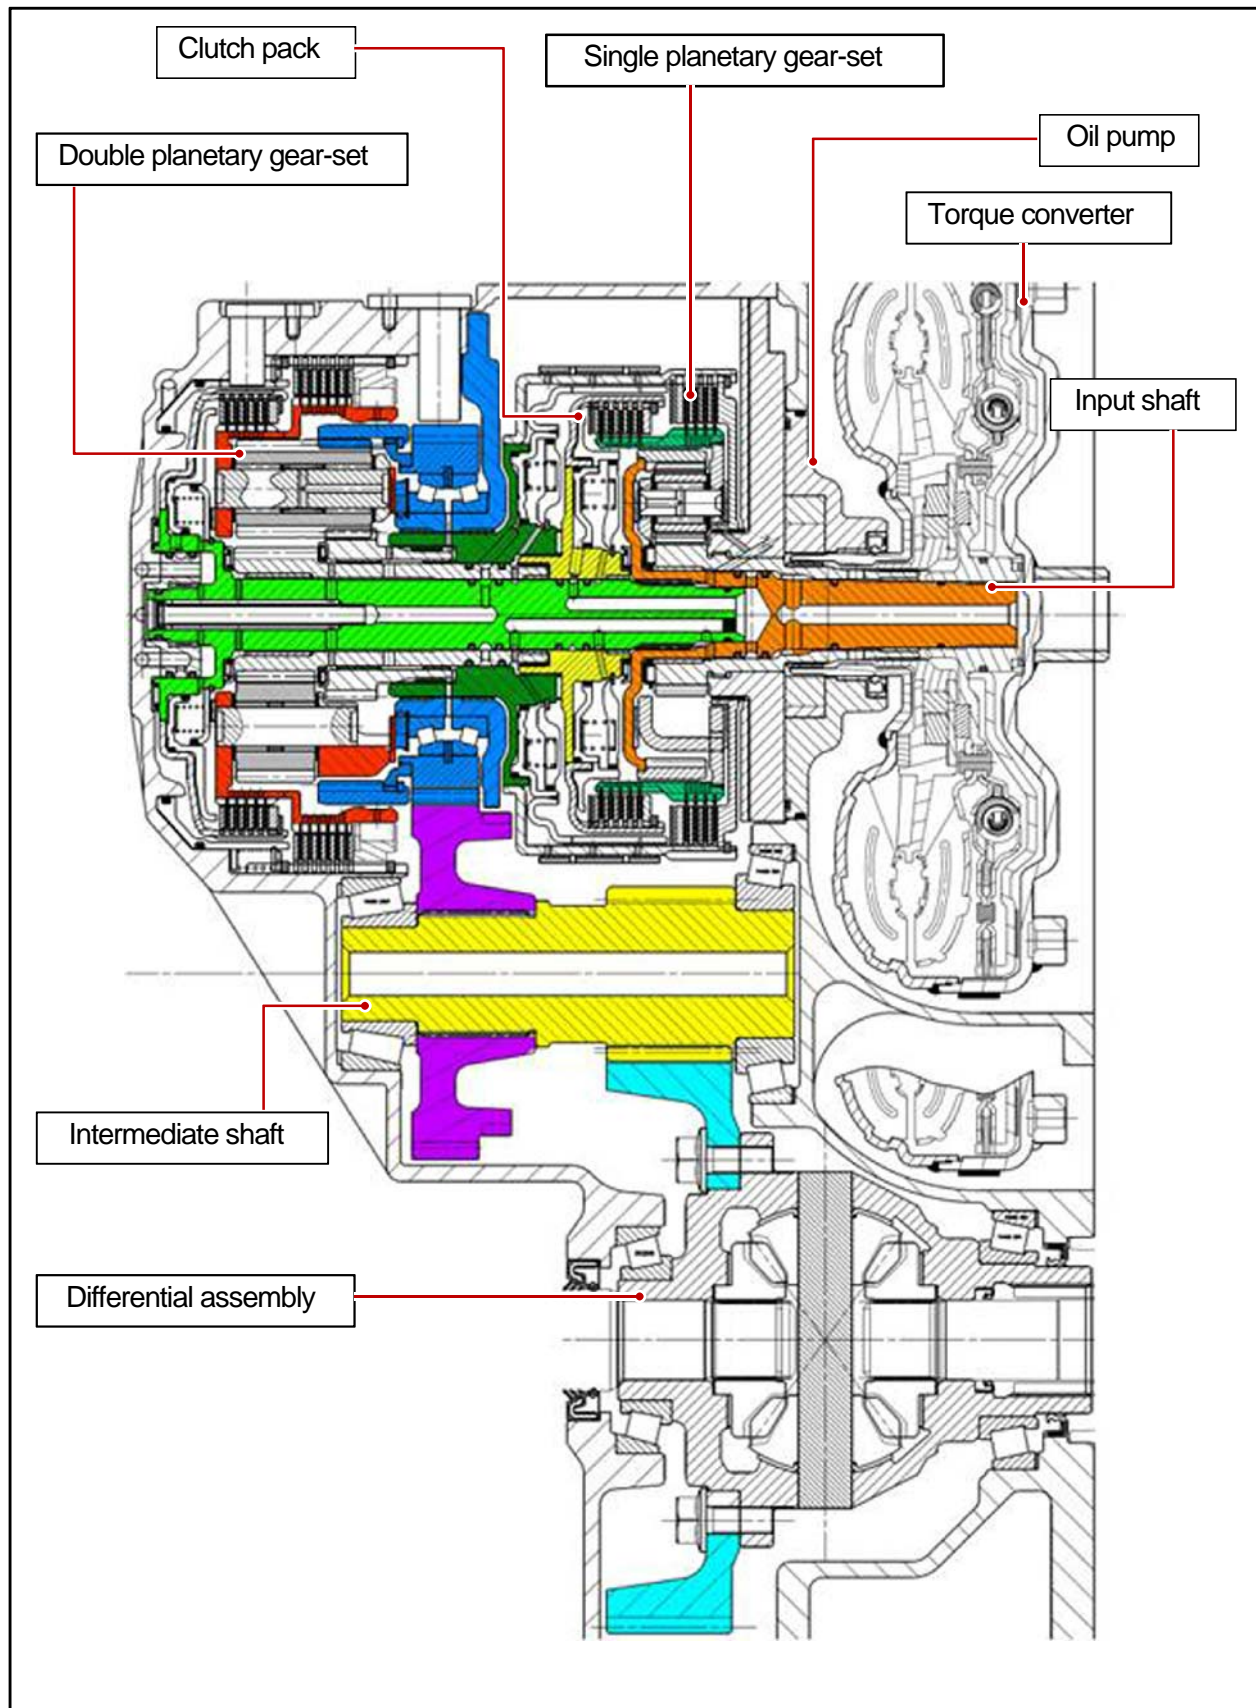 Clutch pack
Single planetary gear-set
Oil pump
Double planetary gear-set
Torque converter
Input shaft
Intermediate shaft
Differential assembly